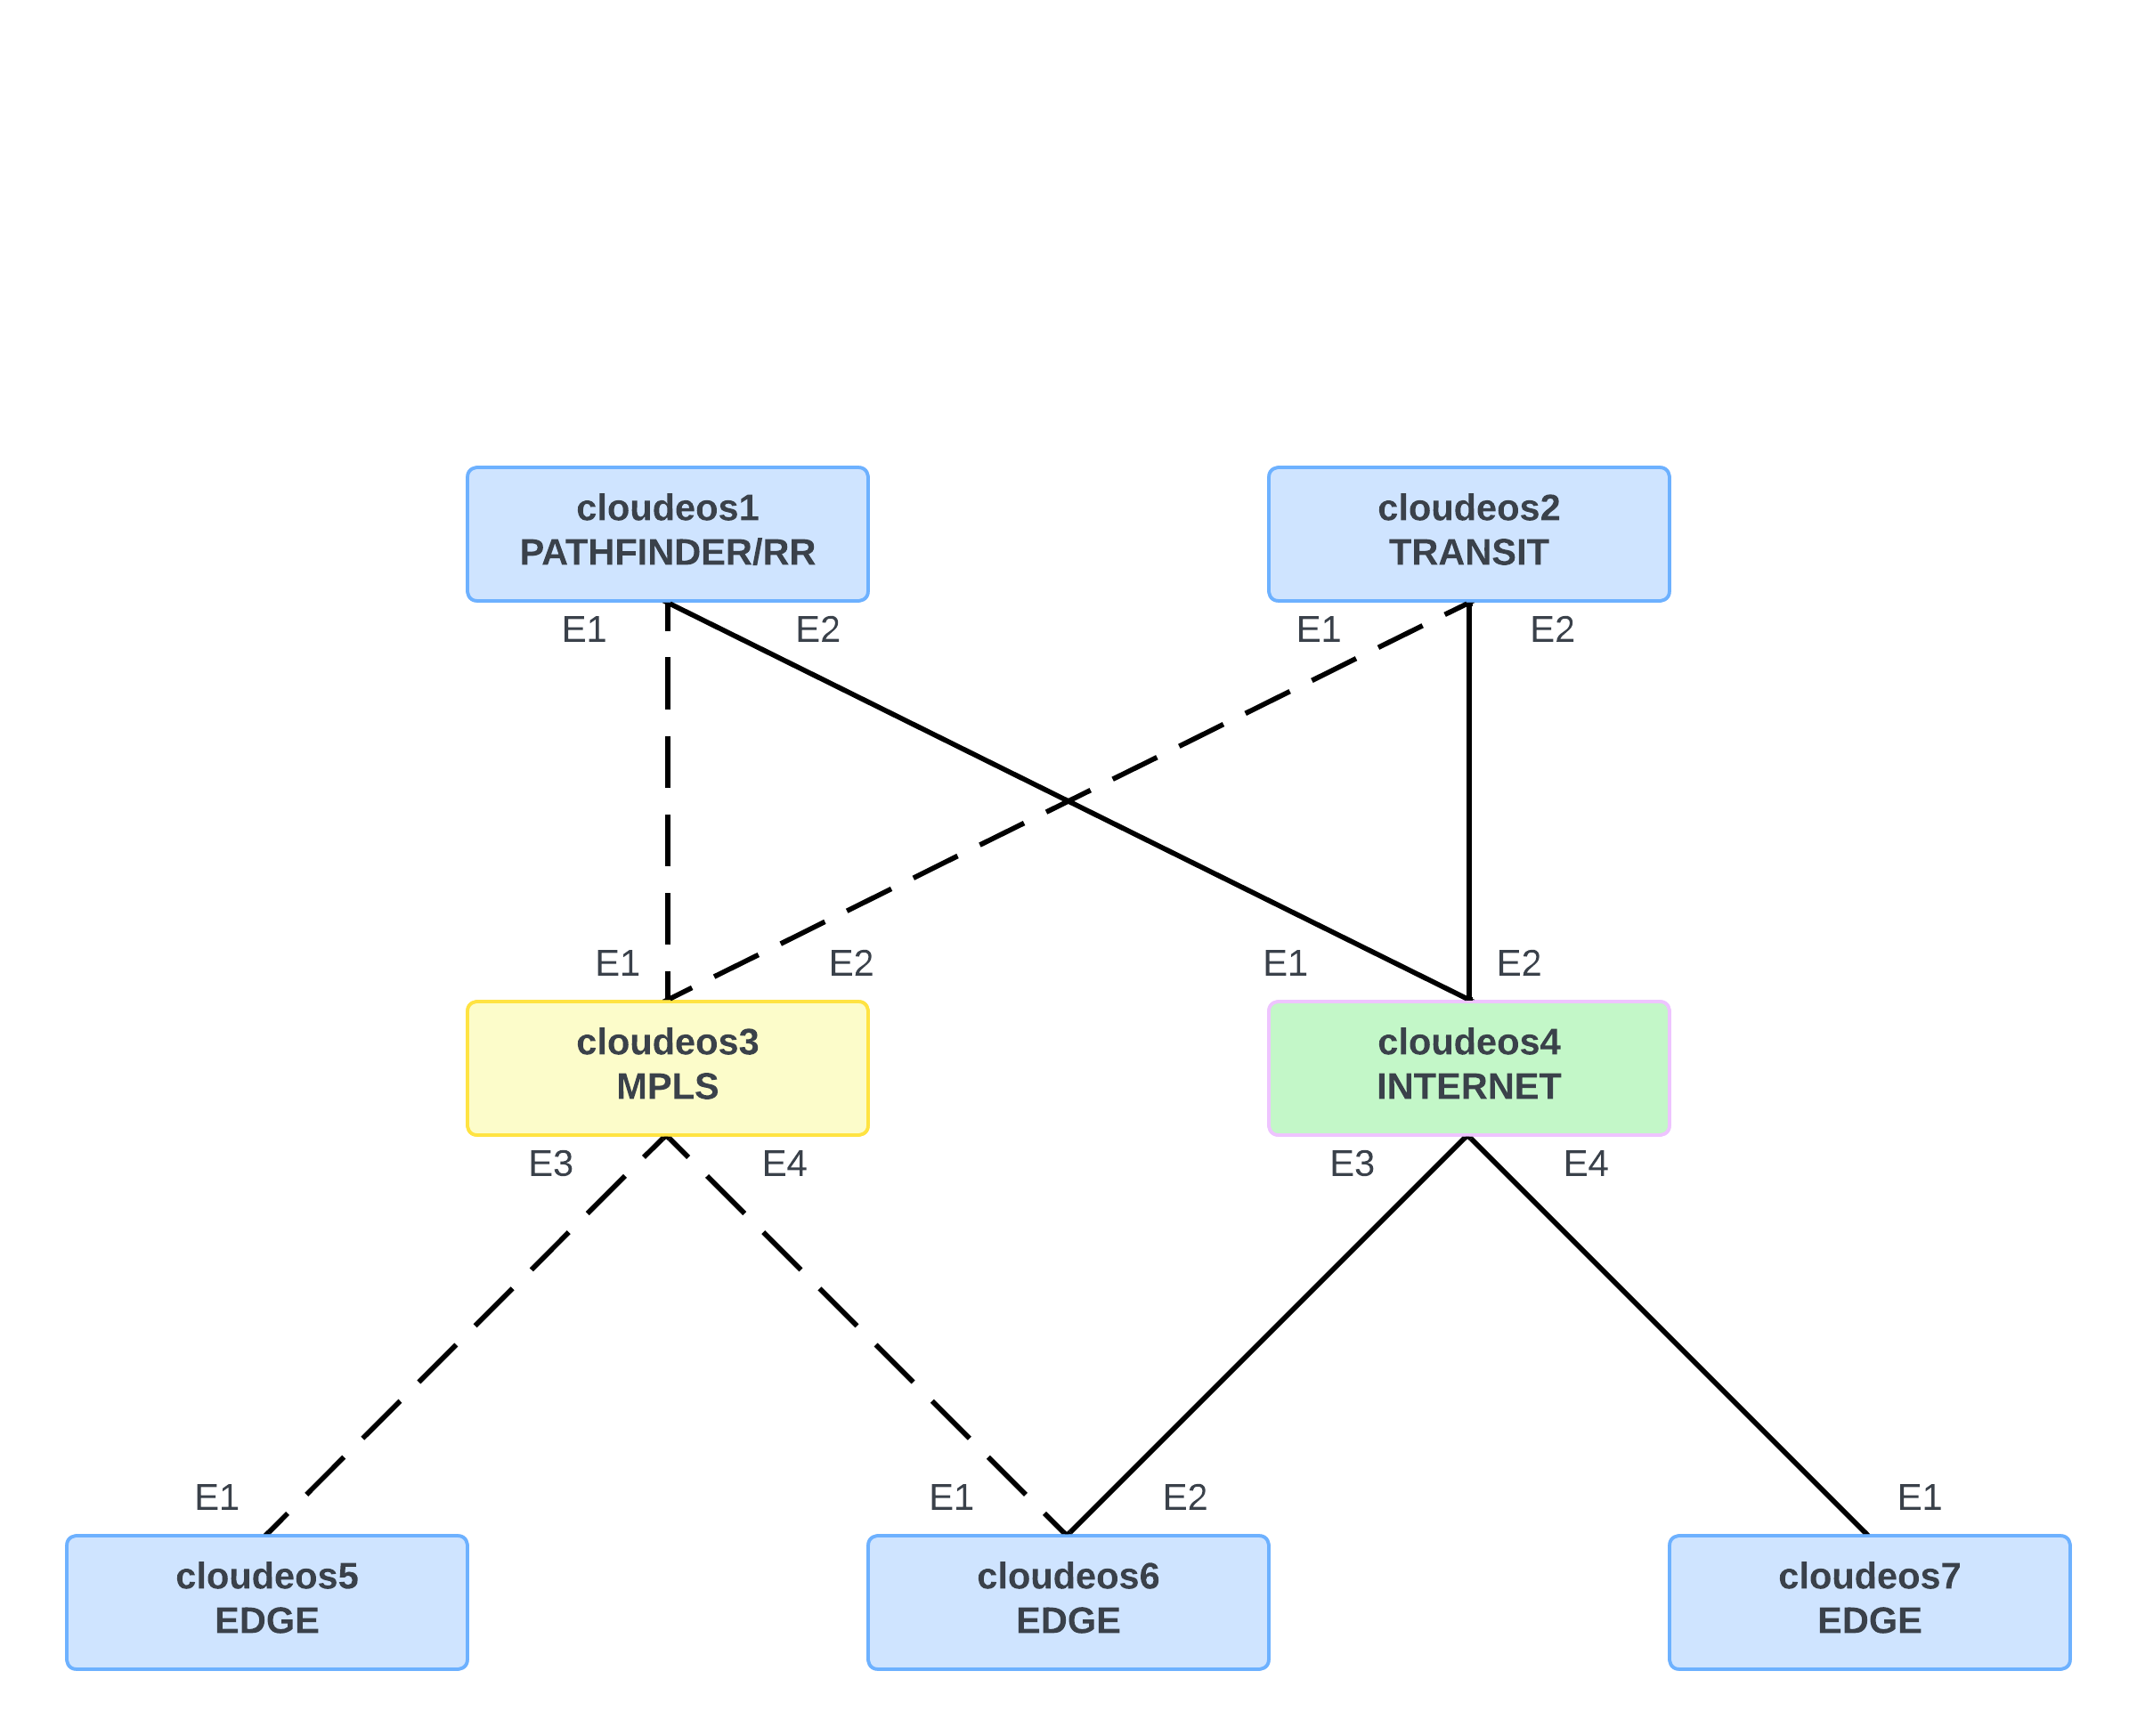 cloudeos1
PATHFINDER/RR
cloudeos2
TRANSIT
E1
E2
E1
E2
E1
E2
E1
E2
cloudeos3
MPLS
cloudeos4
INTERNET
E3
E4
E3
E4
E1
E1
E2
E1
cloudeos5
EDGE
cloudeos6
EDGE
cloudeos7
EDGE